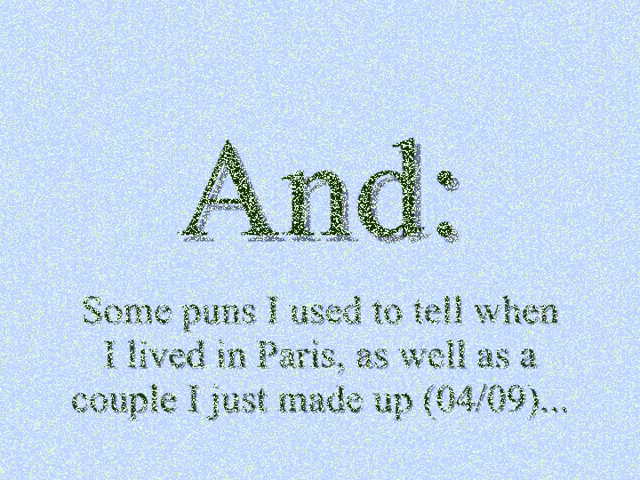 And:
Some puns I used to tell when
I lived in Paris, as well as a
couple I just made up (04/09)...